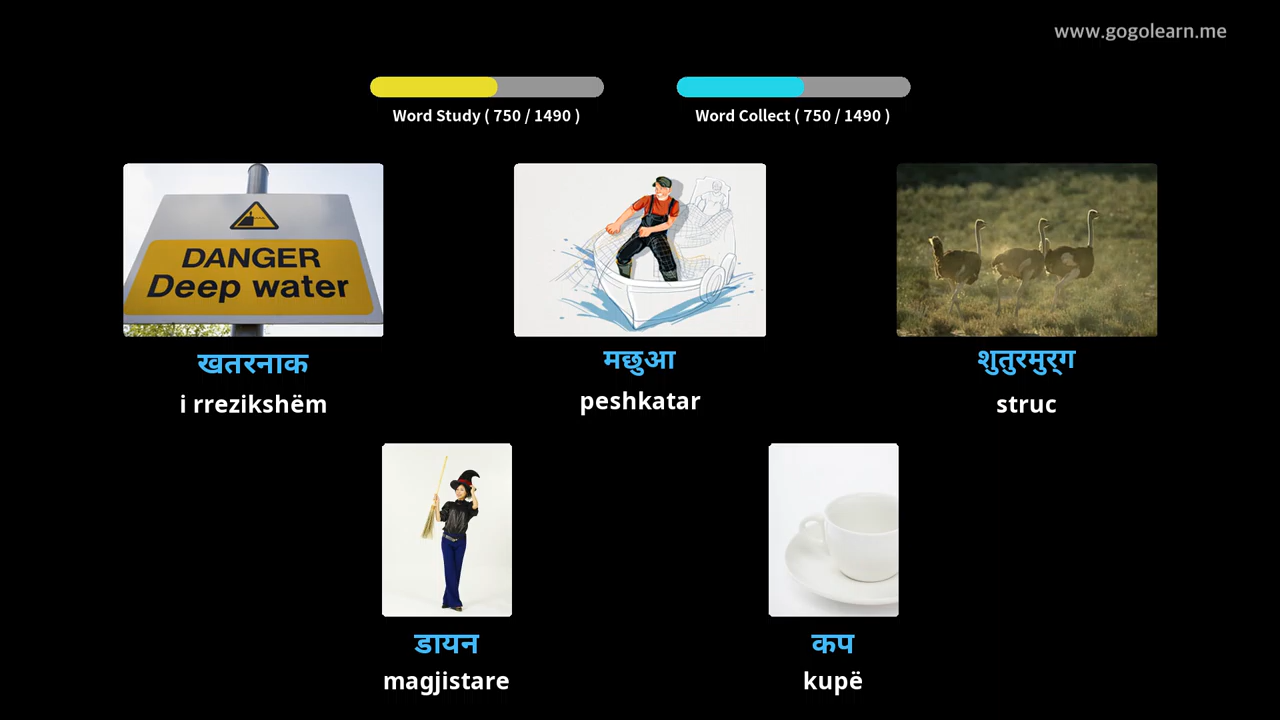 www.gogolearn.me
Word Study ( 750 / 1490 )
Word Collect ( 750 / 1490 )
DANGER
Deep water
खतरनाक
मछुआ
शुतुरमुर्ग
i rrezikshëm
peshkatar
struc
डायन
कप
magjistare
kupë